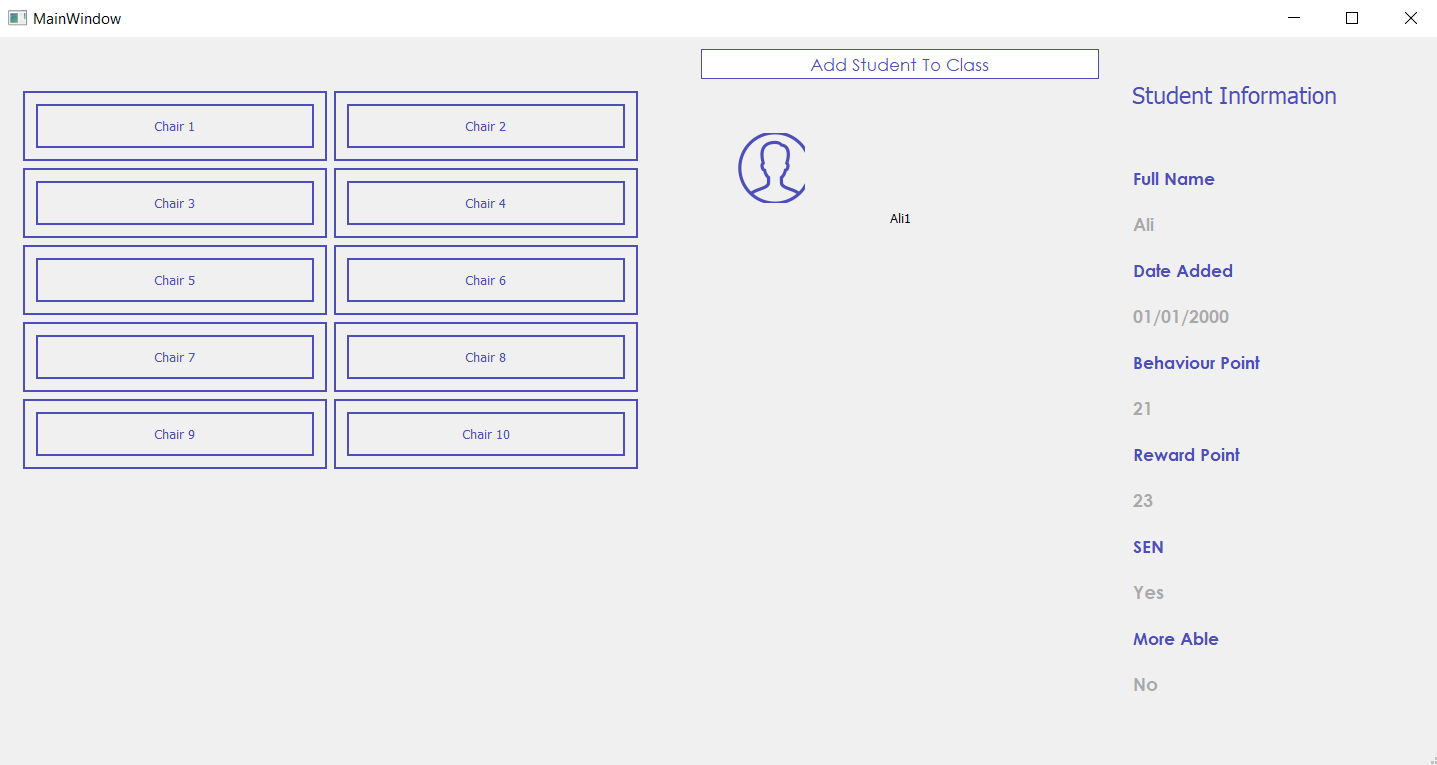 MainWindow
Add Student To Class
Chair 1
Chair 2
Chair 3
Chair 4
Chair 5
Chair 6
Chair 7
Chair 8
Chair 9
Chair 10
Ali1
Student Information
Full Name
Ali
Date Added
01/01/2000
Behaviour Point
21
Reward Point
23
SEN
Yes
More Able
No